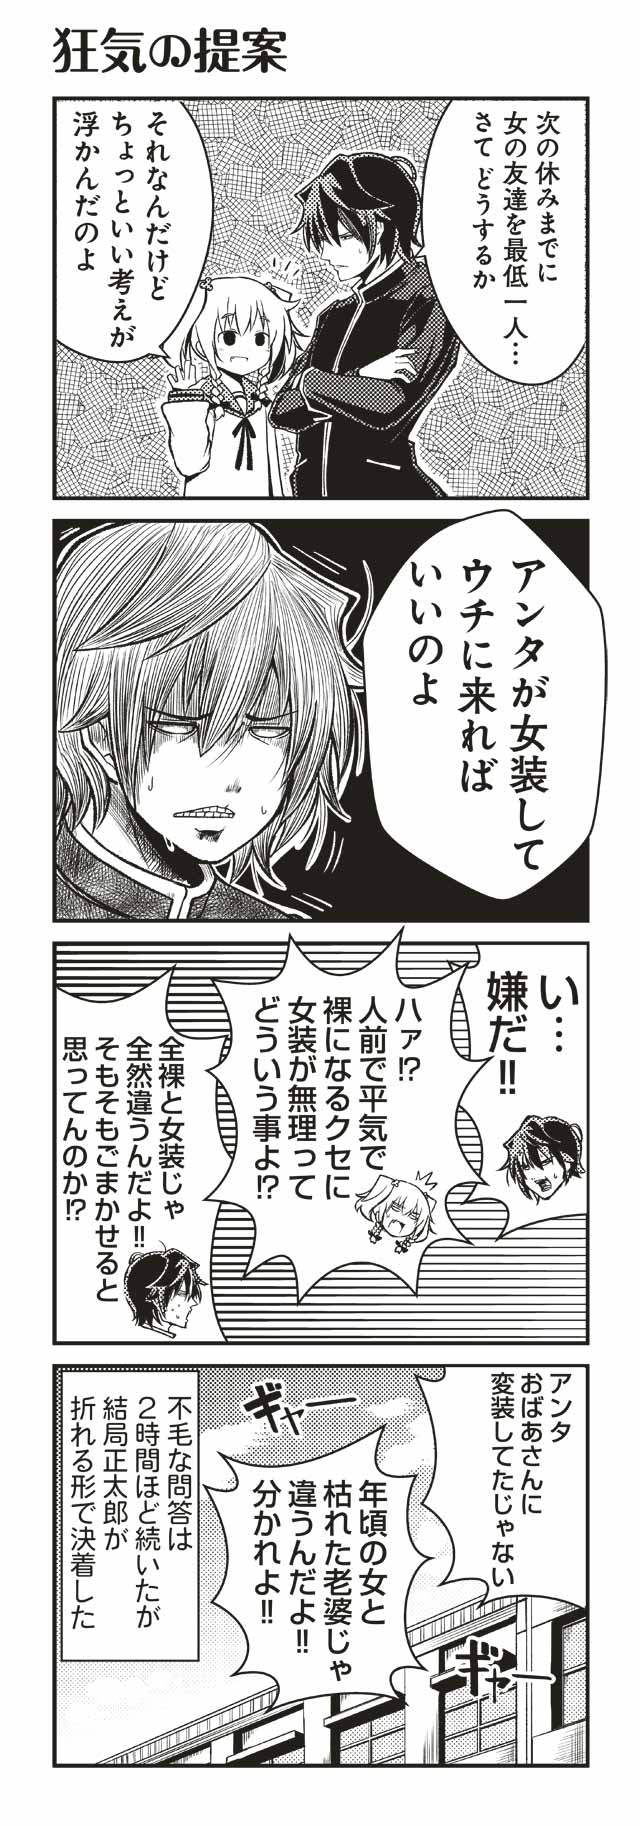 狂気の提案
次の休みまでに
女の友達を最低一人…
さて どうするか
それなんだけど
ちょっといい考えが
浮かんだのよ
アンタが女装して
ウチに来れば
いいのよ
い…
嫌だ!!
ハァ!?
人前で平気で
裸になるクセに
女装が無理って
どういう事よ!?
全裸と女装じゃ
全然違うんだよ!!
そもそもごまかせると
思ってんのか!?
アンタ
おばあさんに
変装してたじゃない
ギャーー
年頃の女と
枯れた老婆じゃ
違うんだよ!!
分かれよ!!
ギャーー
不毛な問答は
2時間ほど続いたが
結局正太郎が
折れる形で決着した